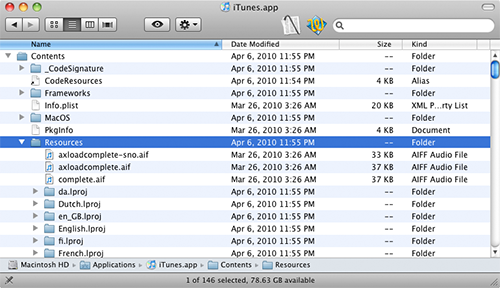 iTunes.app
Name Date Modified Size Kind
Contents Apr 6, 2010 11:55 PM -- Folder
_CodeSignature Apr 6, 2010 11:55 PM -- Folder
CodeResources Apr 6, 2010 11:54 PM 4 KB Alias
Frameworks Apr 6, 2010 11:55 PM -- Folder
Info.plist Mar 26, 2010 3:26 AM 20 KB XML P...rty List
MacOS Apr 6, 2010 11:55 PM -- Folder
PkgInfo Mar 26, 2010 3:26 AM 4 KB Document
Resources Apr 6, 2010 11:55 PM -- Folder
axloadcomplete-sno.aif Mar 26, 2010 3:26 AM 33 KB AIFF Audio File
axloadcomplete.aif Mar 26, 2010 3:26 AM 37 KB AIFF Audio File
complete.aif Mar 26, 2010 3:26 AM 37 KB AIFF Audio File
da.lproj Apr 6, 2010 11:55 PM -- Folder
Dutch.lproj Apr 6, 2010 11:55 PM -- Folder
en_GB.lproj Apr 6, 2010 11:55 PM -- Folder
English.lproj Apr 6, 2010 11:55 PM -- Folder
fi.lproj Apr 6, 2010 11:55 PM -- Folder
French.lproj Apr 6, 2010 11:55 PM -- Folder
Macintosh HD Applications iTunes.app Contents Resources
1 of 146 selected, 78.63 GB available